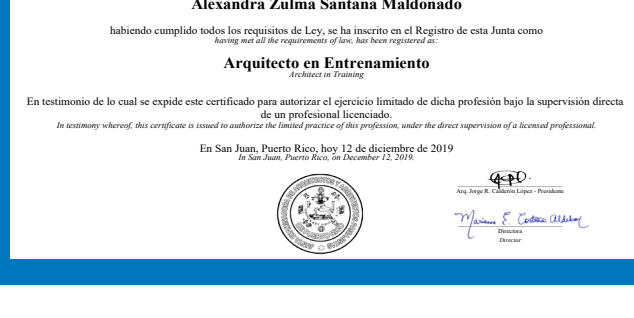 Alexandra Zulma Santana Maldonado
habiendo cumplido todos los requisitos de Ley, se ha inscrito en el Registro de esta Junta como
having met all the requirements of law, has been registered as:
Arquitecto en Entrenamiento
Architect in Training
En testimonio de lo cual se expide este certificado para autorizar el ejercicio limitado de dicha profesión bajo la supervisión directa
de un profesional licenciado.
In testimony whereof, this certificate is issued to authorize the limited practice of this profession, under the direct supervision of a licensed professional.
En San Juan, Puerto Rico, hoy 12 de diciembre de 2019
In San Juan, Puerto Rico, on December 12, 2019.
Arq. Jorge R. Calderón López - Presidente
Directora
Director